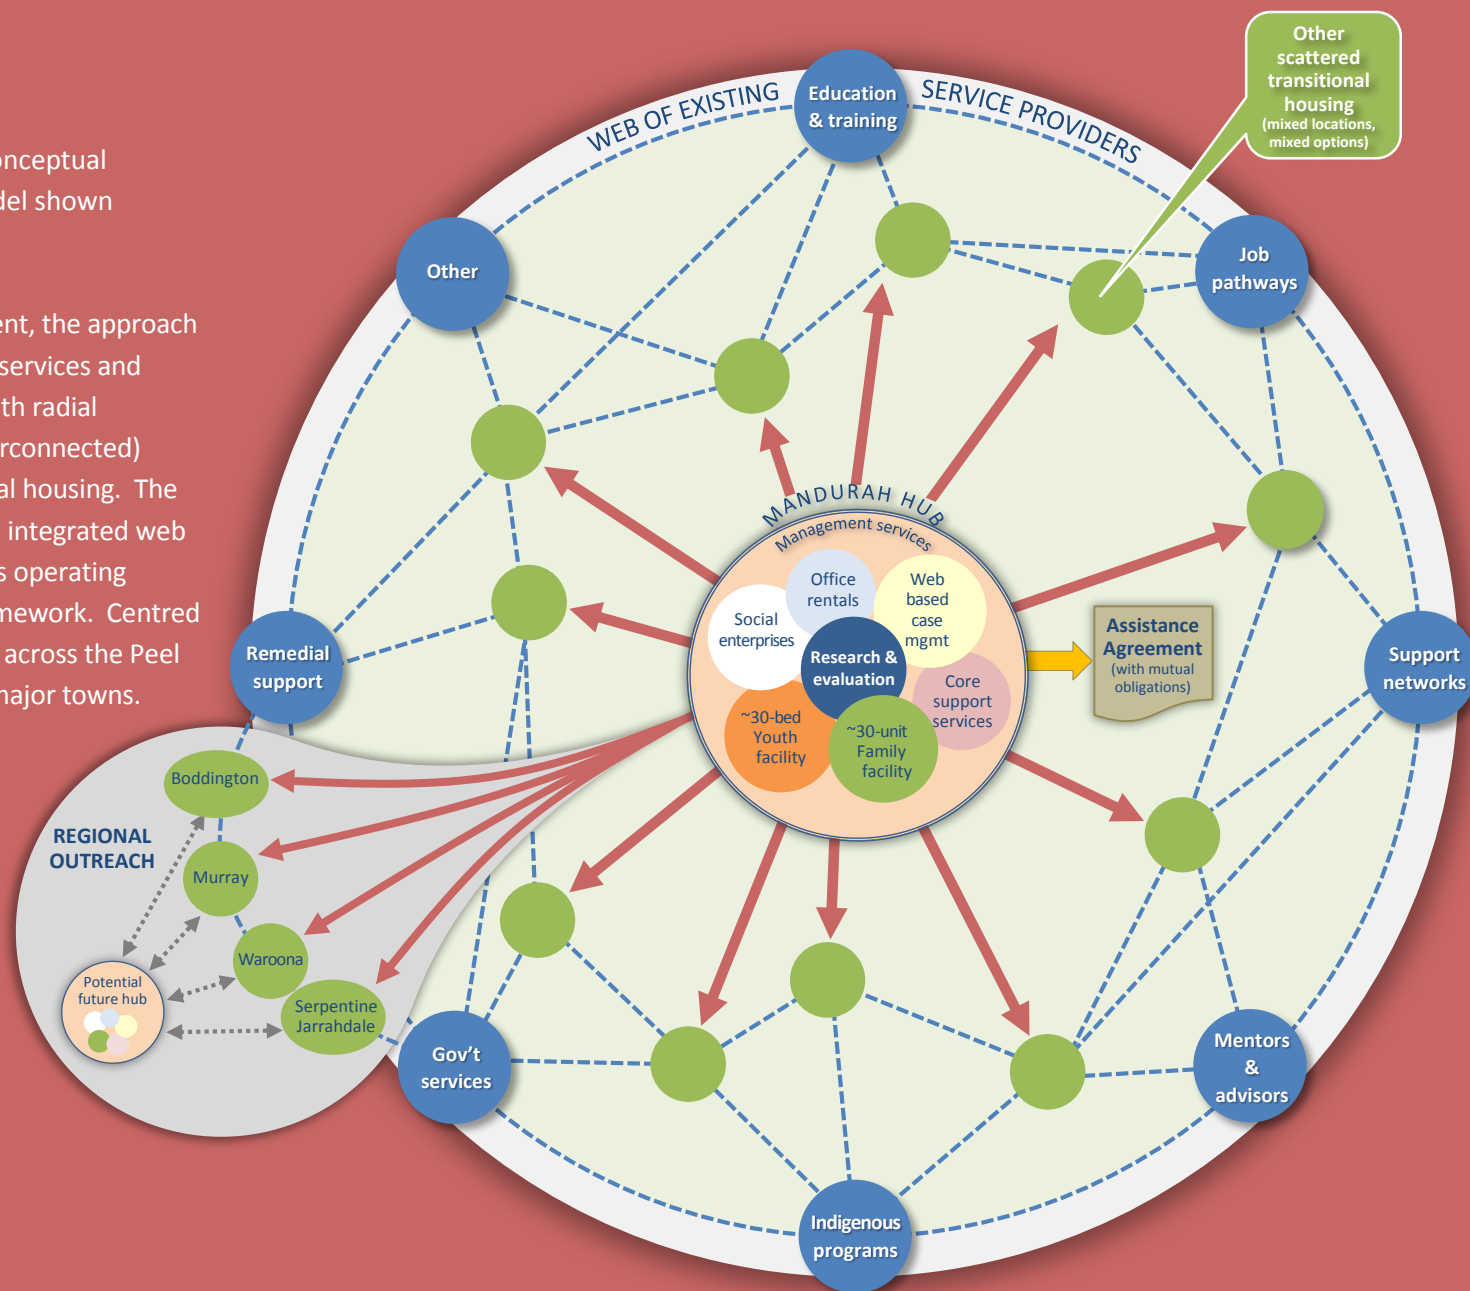 onceptual
del shown
ent, the approach
services and
th radial
rconnected)
al housing. The
integrated web
s operating
mework. Centred
across the Peel
major towns.
WEB OF EXISTING
SERVICE PROVIDERS
Education
& training
Other
scattered
transitional
housing
(mixed locations,
mixed options)
Other
Job
pathways
MANDURAH HUB
Management services
Office
rentals
Web
based
case
mgmt
Social
enterprises
Research &
evaluation
Core
support
services
~30-bed
Youth
facility
~30-unit
Family
facility
Assistance
Agreement
(with mutual
obligations)
Remedial
support
Support
networks
REGIONAL
OUTREACH
Boddington
Murray
Waroona
Serpentine
Jarrahdale
Potential
future hub
Gov't
services
Mentors
&
advisors
Indigenous
programs